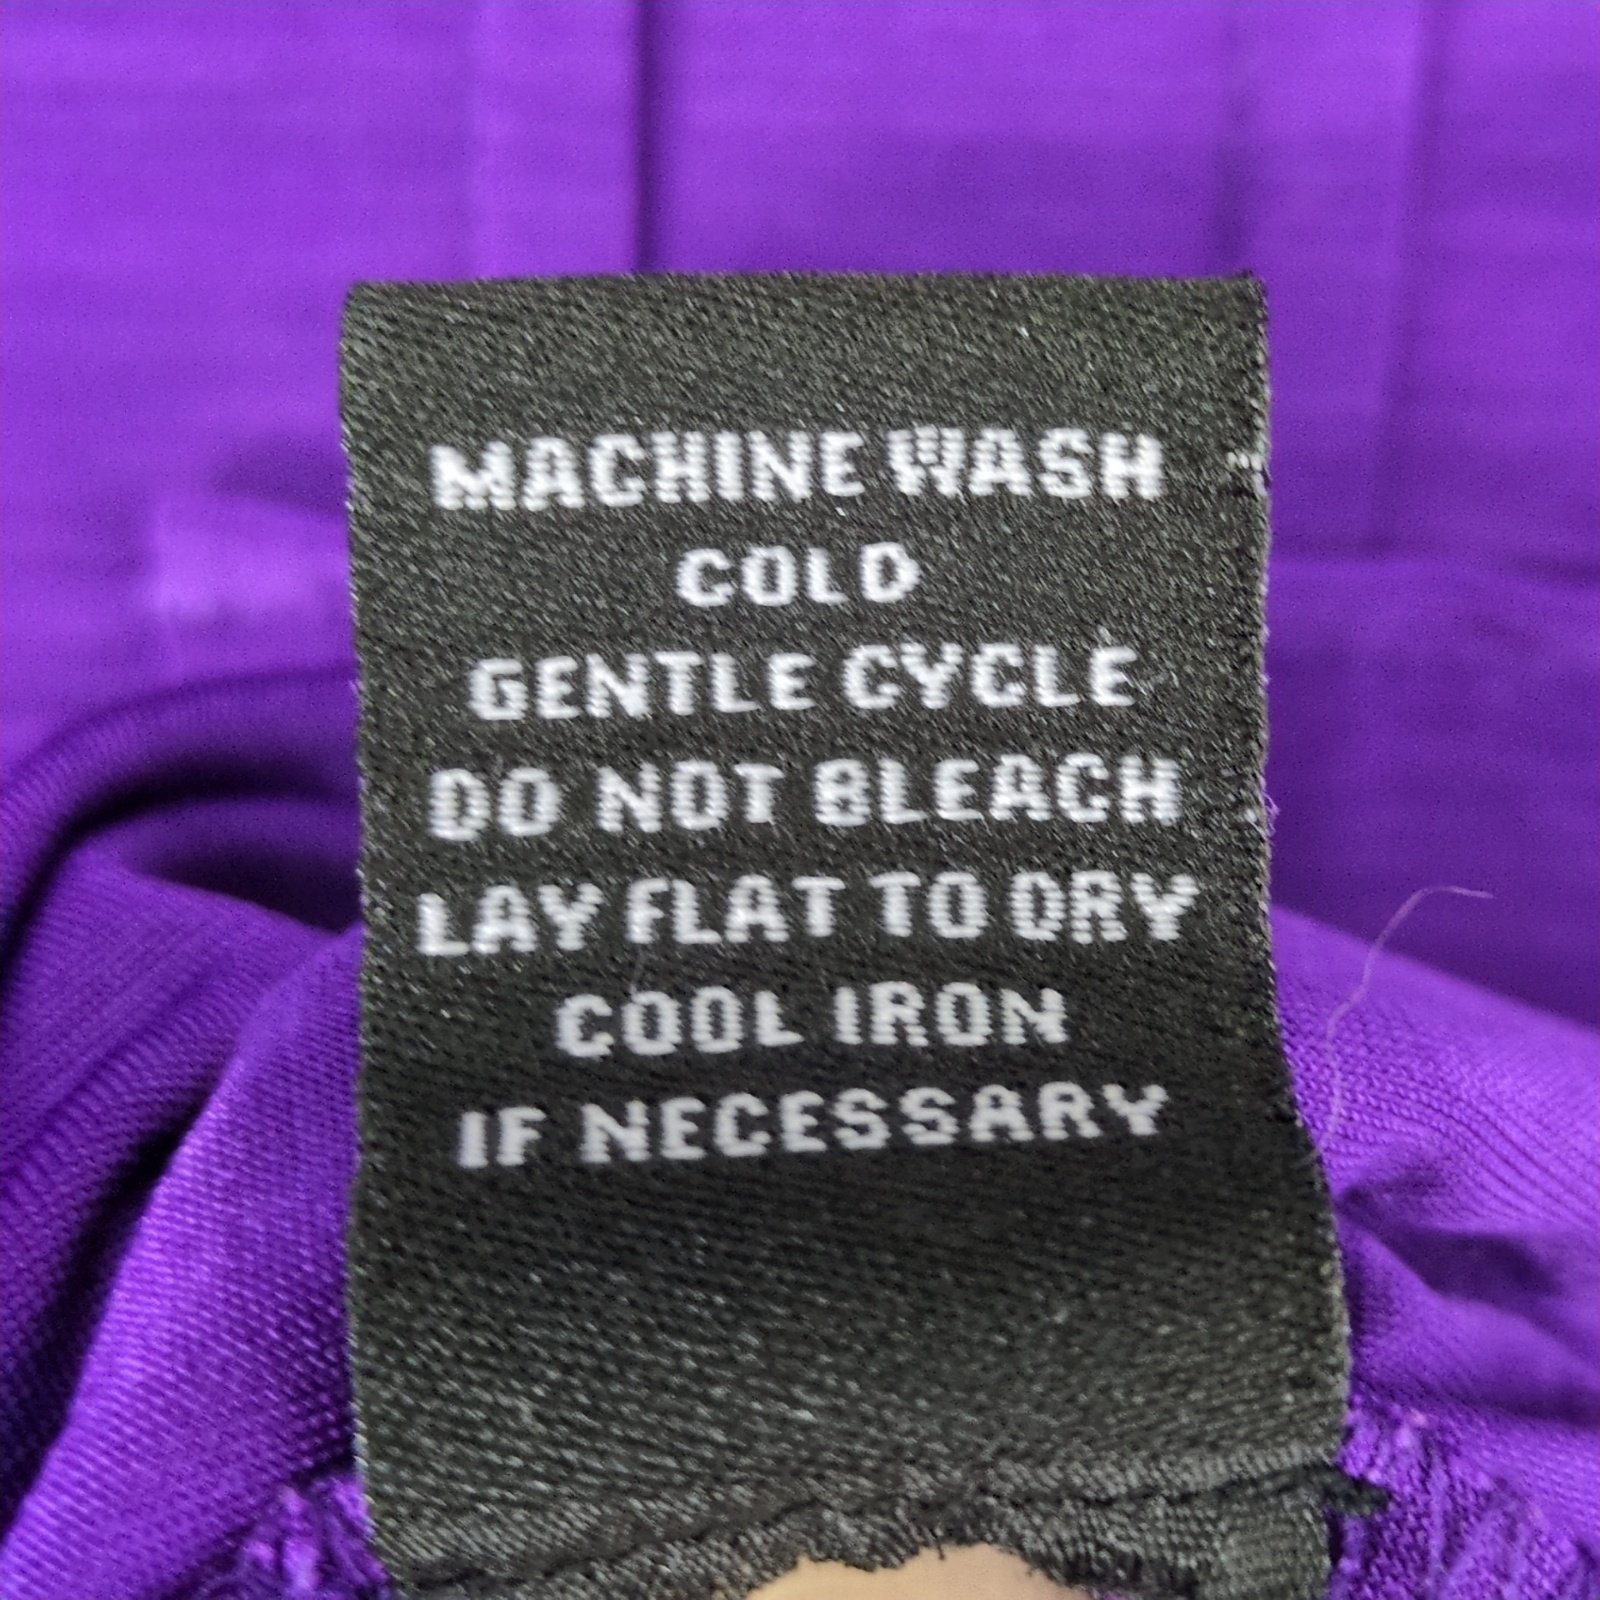 MACHINE WASH
COLD
GENTLE CYCLE
DO NOT BLEACH
LAY FLAT TO DRY
COOL IRON
IF NECESSARY